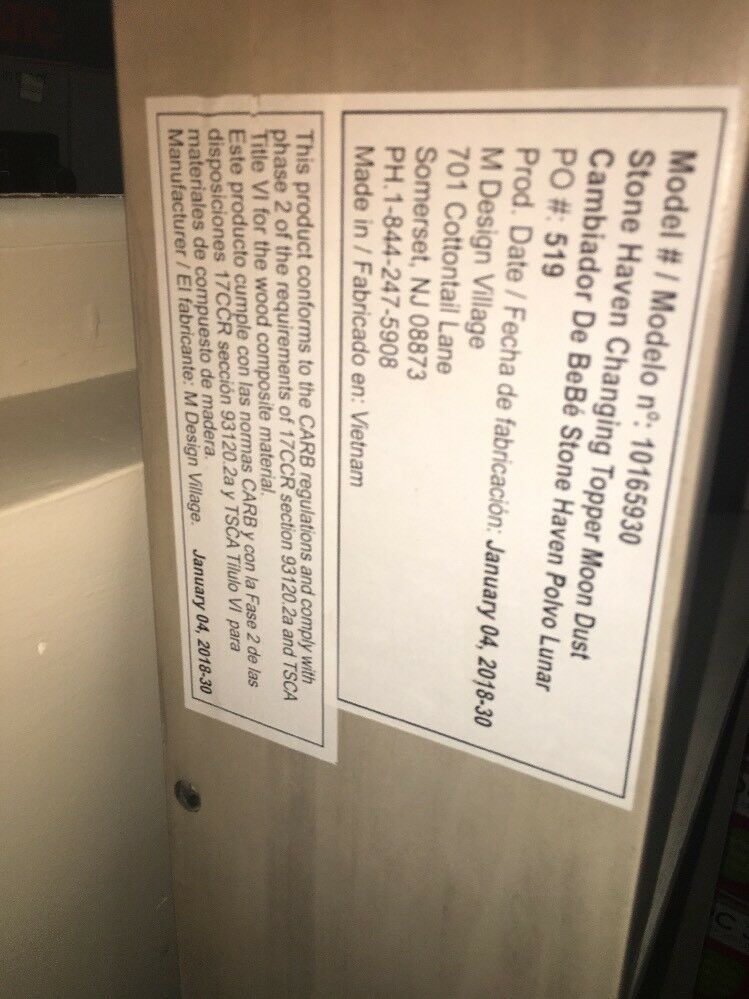 Model # / Modelo nº: 10165930
Stone Haven Changing Topper Moon Dust
Cambiador De BeBé Stone Haven Polvo Lunar
PO #: 519
Prod. Date / Fecha de fabricación: January 04, 2018-30
M Design Village
701 Cottontail Lane
Somerset, NJ 08873
PH.1-844-247-5908
Made in / Fabricado en: Vietnam
This product conforms to the CARB regulations and comply with
phase 2 of the requirements of 17CCR section 93120.2a and TSCA
Title VI for the wood composite material.
Este producto cumple con las normas CARB y con la Fase 2 de las
disposiciones 17CCR sección 93120.2a y TSCA Título VI para
materiales de compuesto de madera.
Manufacturer / El fabricante: M Design Village. January 04, 2018-30